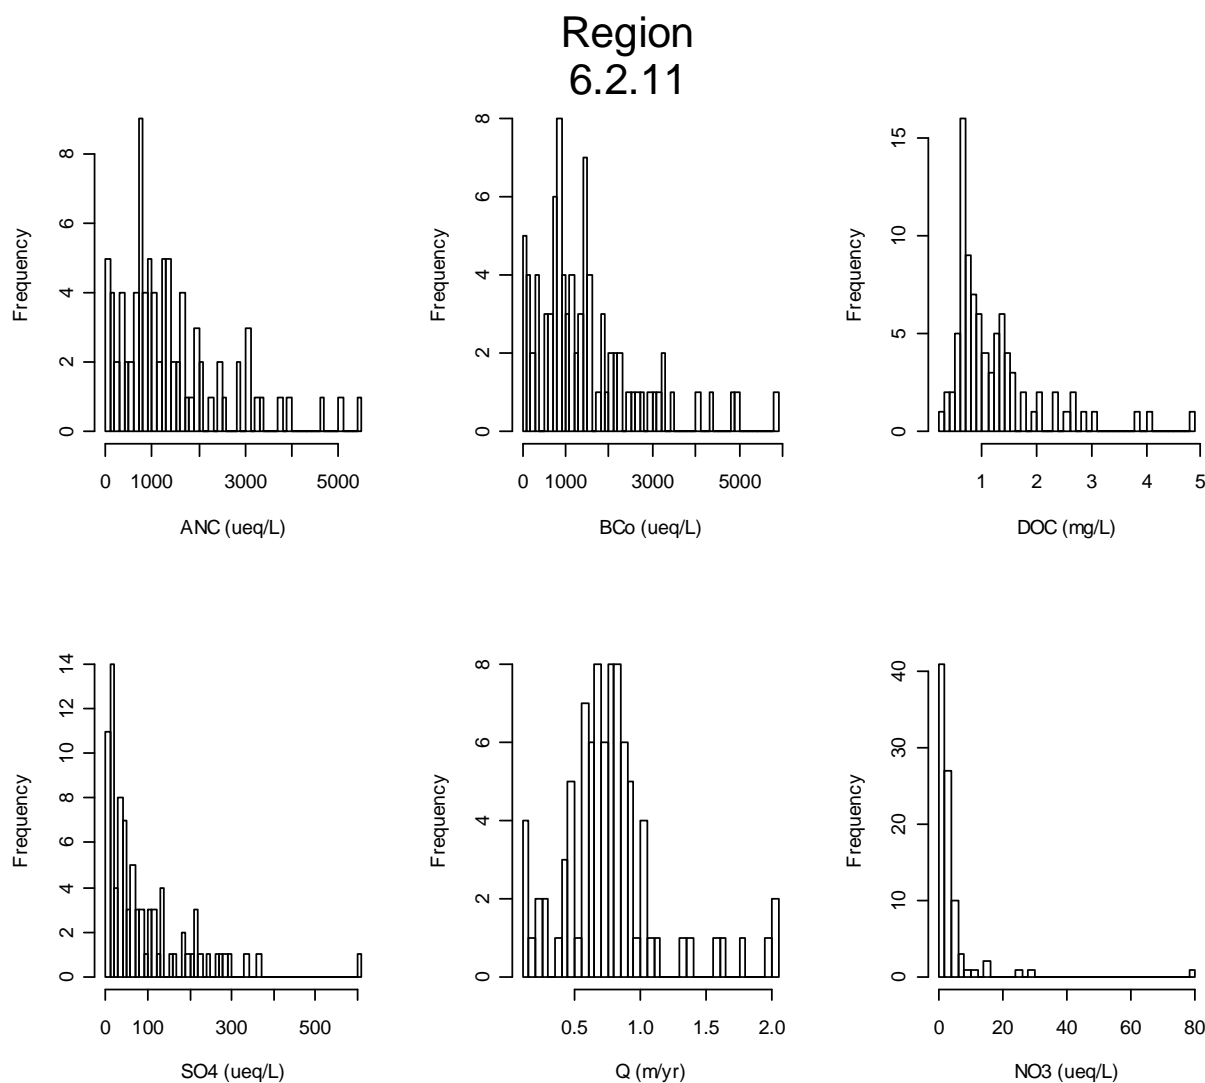 Region
6.2.11
Frequency
0 2 4 6 8
0 1000 3000 5000
ANC (ueq/L)
Frequency
0 2 4 6 8
0 1000 3000 5000
BCo (ueq/L)
Frequency
0 5 10 15
1 2 3 4 5
DOC (mg/L)
Frequency
0 2 4 6 8 10 12 14
0 100 300 500
SO4 (ueq/L)
Frequency
0 2 4 6 8
0.5 1.0 1.5 2.0
Q (m/yr)
Frequency
0 10 20 30 40
0 20 40 60 80
NO3 (ueq/L)